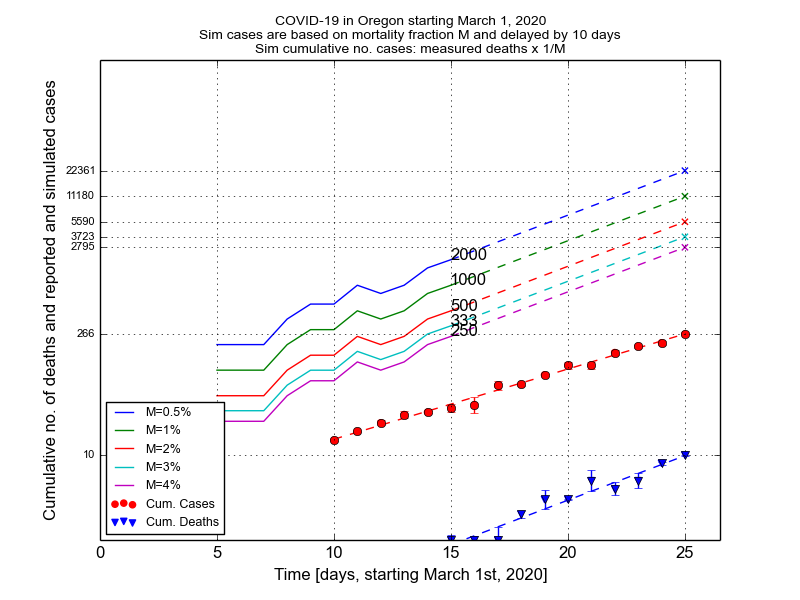 COVID-19 in Oregon starting March 1, 2020
Sim cases are based on mortality fraction M and delayed by 10 days
Sim cumulative no. cases: measured deaths x 1/M
Cumulative no. of deaths and reported and simulated cases
22361
11180
5590
3723
2795
266
10
2000
1000
500
333
250
M=0.5%
M=1%
M=2%
M=3%
M=4%
Cum. Cases
Cum. Deaths
0 5 10 15 20 25
Time [days, starting March 1st, 2020]